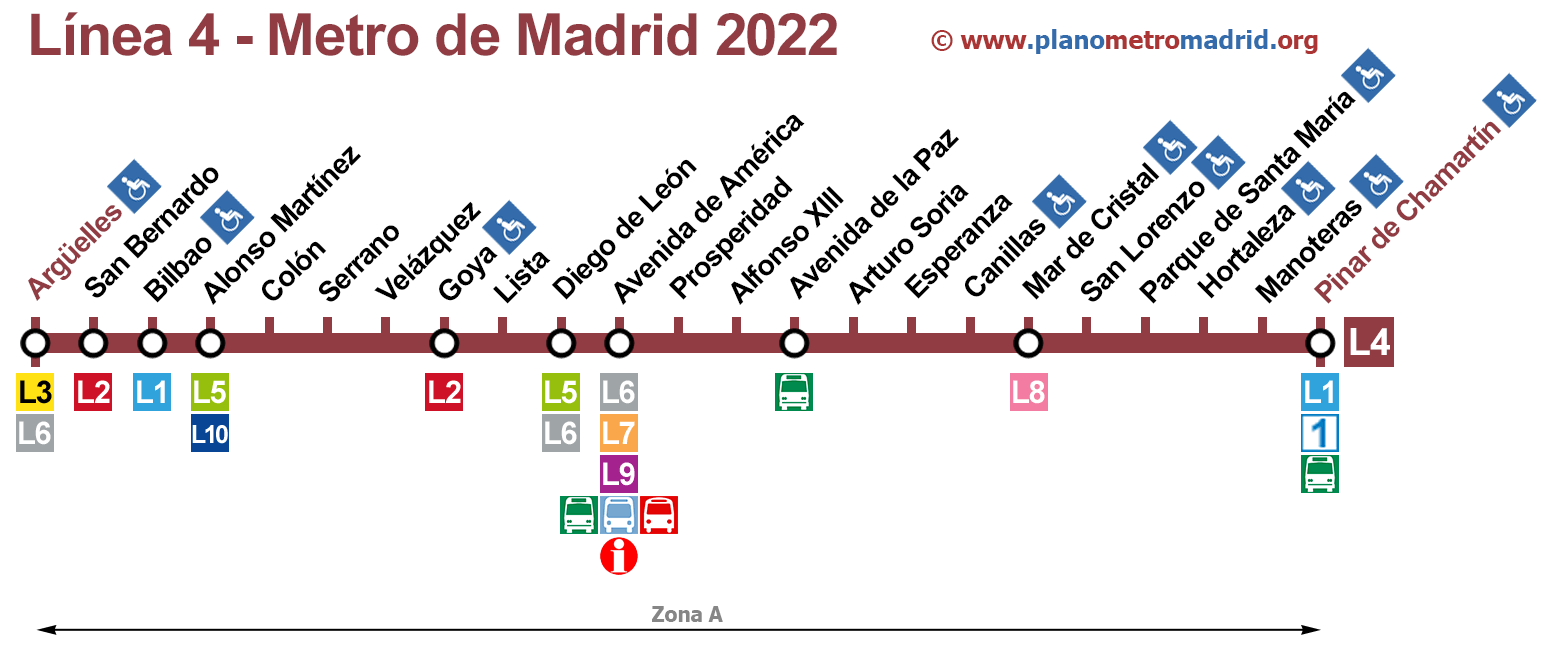 Línea 4 - Metro de Madrid 2022
© www.planometromadrid.org
Argüelles
San Bernardo
Bilbao
Alonso Martínez
Colón
Serrano
Velázquez
Goya
Lista
Diego de León
Avenida de América
Prosperidad
Alfonso XIII
Avenida de la Paz
Arturo Soria
Esperanza
Canillas
Mar de Cristal
San Lorenzo
Parque de Santa María
Hortaleza
Manoteras
Pinar de Chamartín
L4
L3 L2 L1 L5 L2 L5 L6 L8 L1
L6 L10 L6 L7 1
L9
i
Zona A